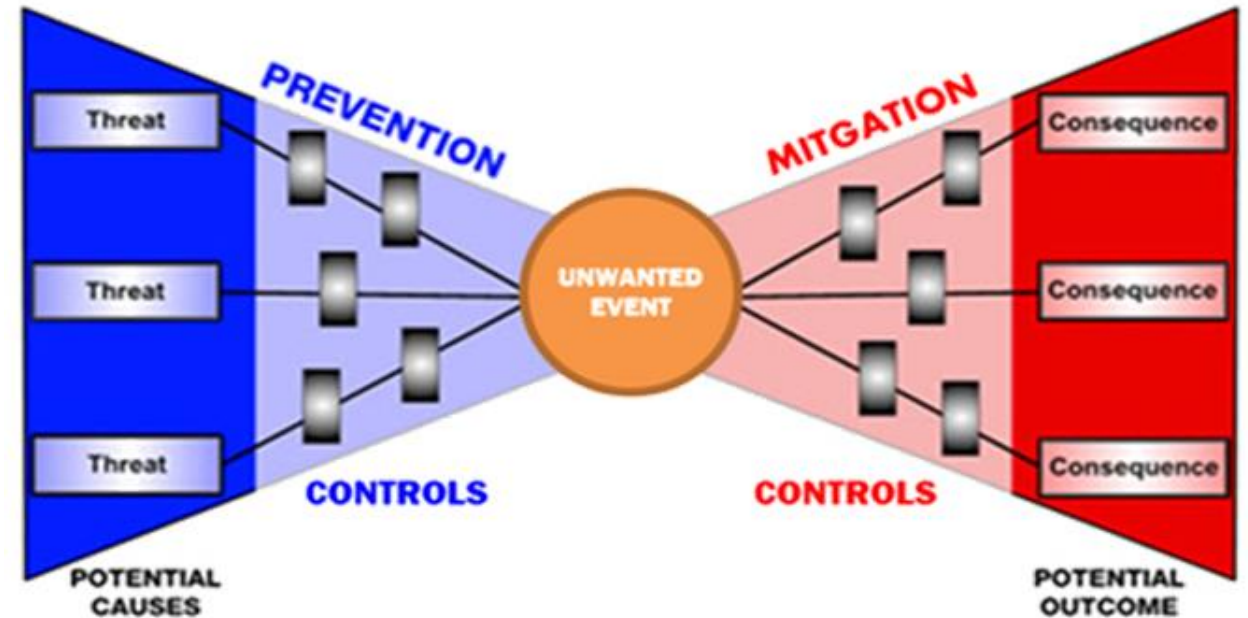 PREVENTION
MITGATION
Threat
Consequence
Threat
UNWANTED
EVENT
Consequence
Threat
Consequence
CONTROLS
CONTROLS
POTENTIAL
CAUSES
POTENTIAL
OUTCOME